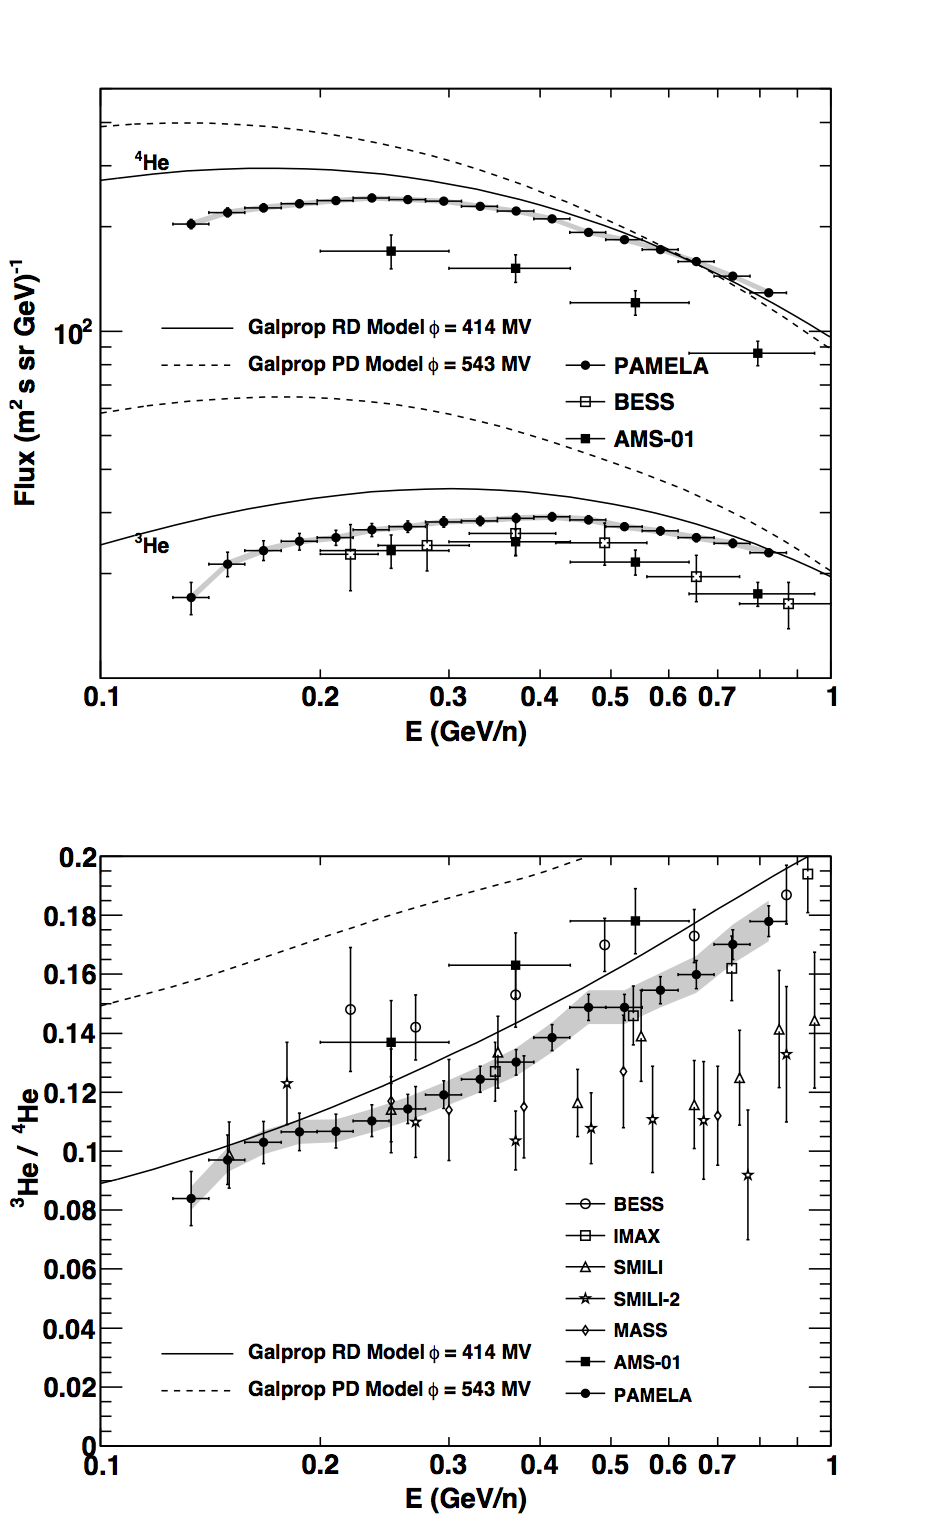 ⁴He
10²
Galprop RD Model ϕ = 414 MV
Galprop PD Model ϕ = 543 MV
PAMELA
BESS
AMS-01
³He
Flux (m² s sr GeV)⁻¹
0.1 0.2 0.3 0.4 0.5 0.6 0.7 1
E (GeV/n)
0.2
0.18
0.16
0.14
0.12
0.1
0.08
0.06
0.04
0.02
0
³He / ⁴He
BESS
IMAX
SMILI
SMILI-2
MASS
AMS-01
PAMELA
Galprop RD Model ϕ = 414 MV
Galprop PD Model ϕ = 543 MV
0.1 0.2 0.3 0.4 0.5 0.6 0.7 1
E (GeV/n)